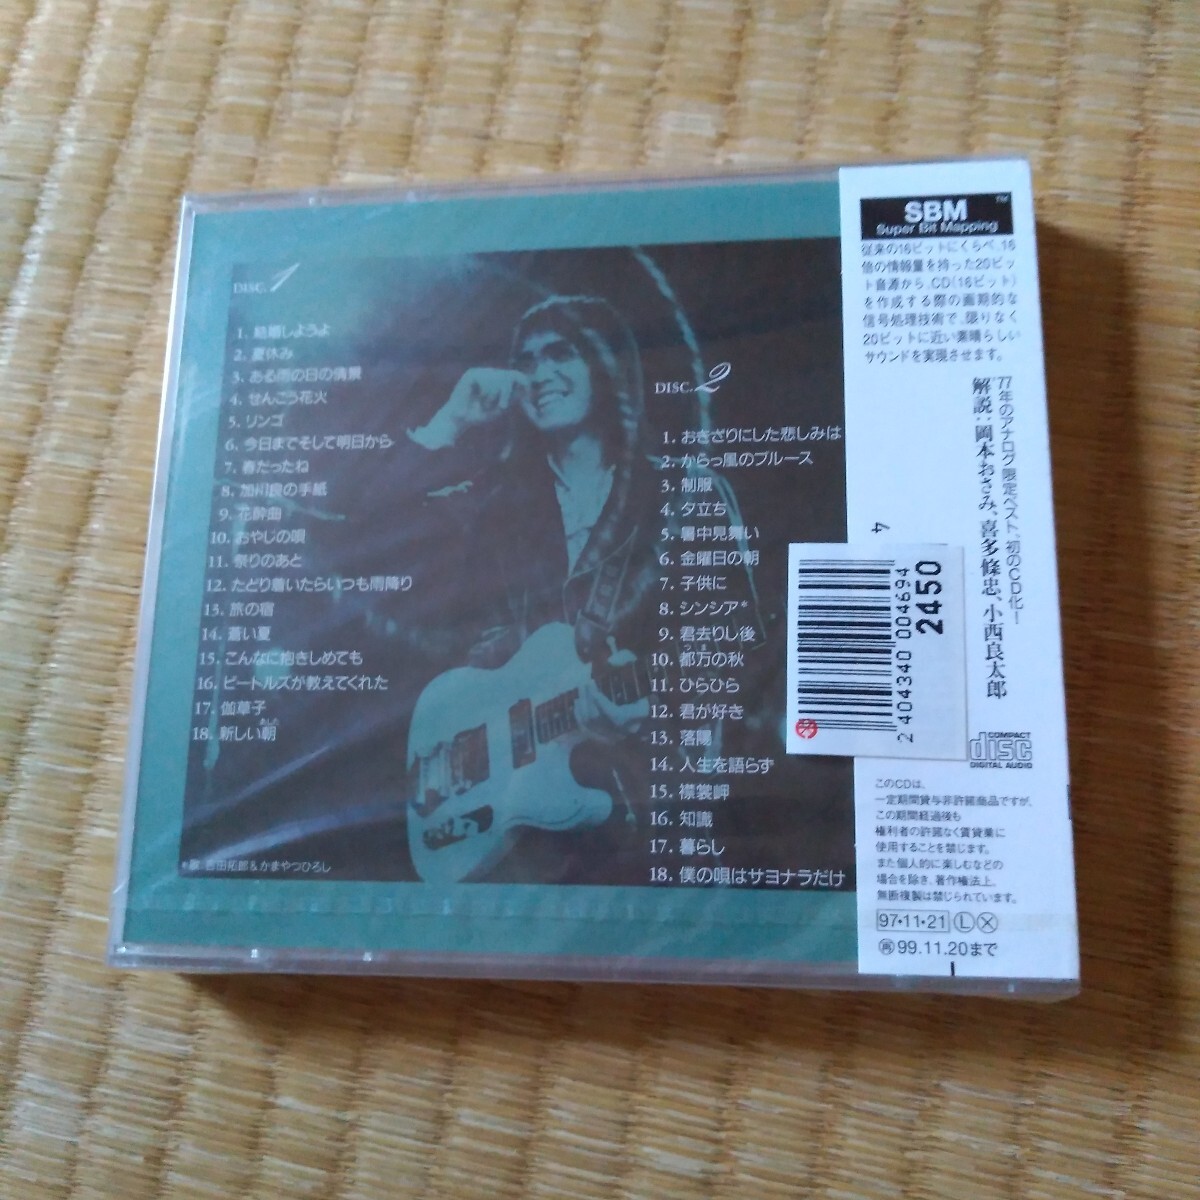 DISC.1
1. 結婚しようよ
2. 夏休み
3. ある雨の日の情景
4. せんこう花火
5. リンゴ
6. 今日までそして明日から
7. 春だったね
8. 加川良の手紙
9. 花酔曲
10. おやじの唄
11. 祭りのあと
12. たどり着いたらいつも雨降り
13. 旅の宿
14. 蒼い夏
15. こんなに抱きしめても
16. ビートルズが教えてくれた
17. 伽草子
あした
18. 新しい朝
*歌：吉田拓郎&かまやつひろし
DISC.2
1. おきざりにした悲しみは
2. からっ風のブルース
3. 制服
4. 夕立ち
5. 暑中見舞い
6. 金曜日の朝
7. 子供に
8. シンシア*
9. 君去りし後
つま
10. 都万の秋
11. ひらひら
12. 君が好き
13. 落陽
14. 人生を語らず
15. 襟裳岬
16. 知識
17. 暮らし
18. 僕の唄はサヨナラだけ
SBM TM
Super Bit Mapping
従来の16ビットにくらべ、16
倍の情報量を持った20ビッ
ト音源から、CD(16ビット)
を作成する際の画期的な
信号処理技術で、限りなく
20ビットに近い素晴らしい
サウンドを実現させます。
77年のアナログ限定ベスト、初のCD化!
解説：岡本おさみ、喜多條忠、小西良太郎
4
2404340 004694
2450
COMPACT
disc
DIGITAL AUDIO
このCDは、
一定期間貸与非許諾商品ですが、
この期間経過後も
権利者の許諾なく賃貸業に
使用することを禁じます。
また個人的に楽しむなどの
場合を除き、著作権法上、
無断複製は禁じられています。
97・11・21 Ⓛ Ⓧ
再 99.11.20まで